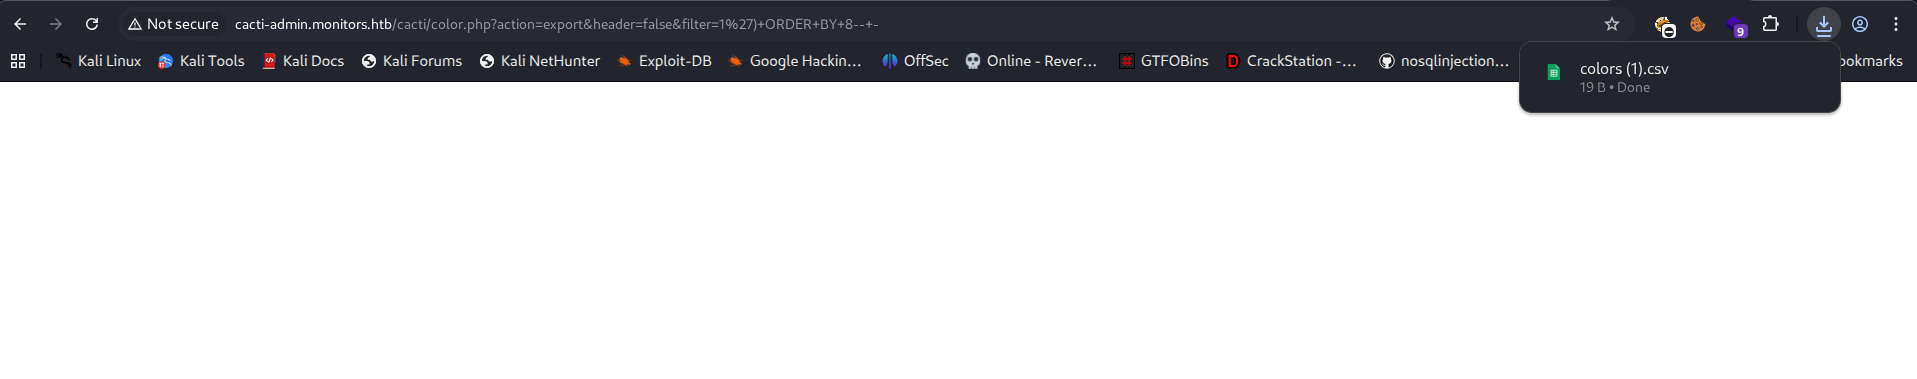 Not secure cacti-admin.monitors.htb/cacti/color.php?action=export&header=false&filter=1%27)+ORDER+BY+8--+-
9
Kali Linux Kali Tools Kali Docs Kali Forums Kali NetHunter Exploit-DB Google Hackin... OffSec Online - Rever... GTFOBins CrackStation -... nosqlinjection... ookmarks
colors (1).csv
19 B • Done